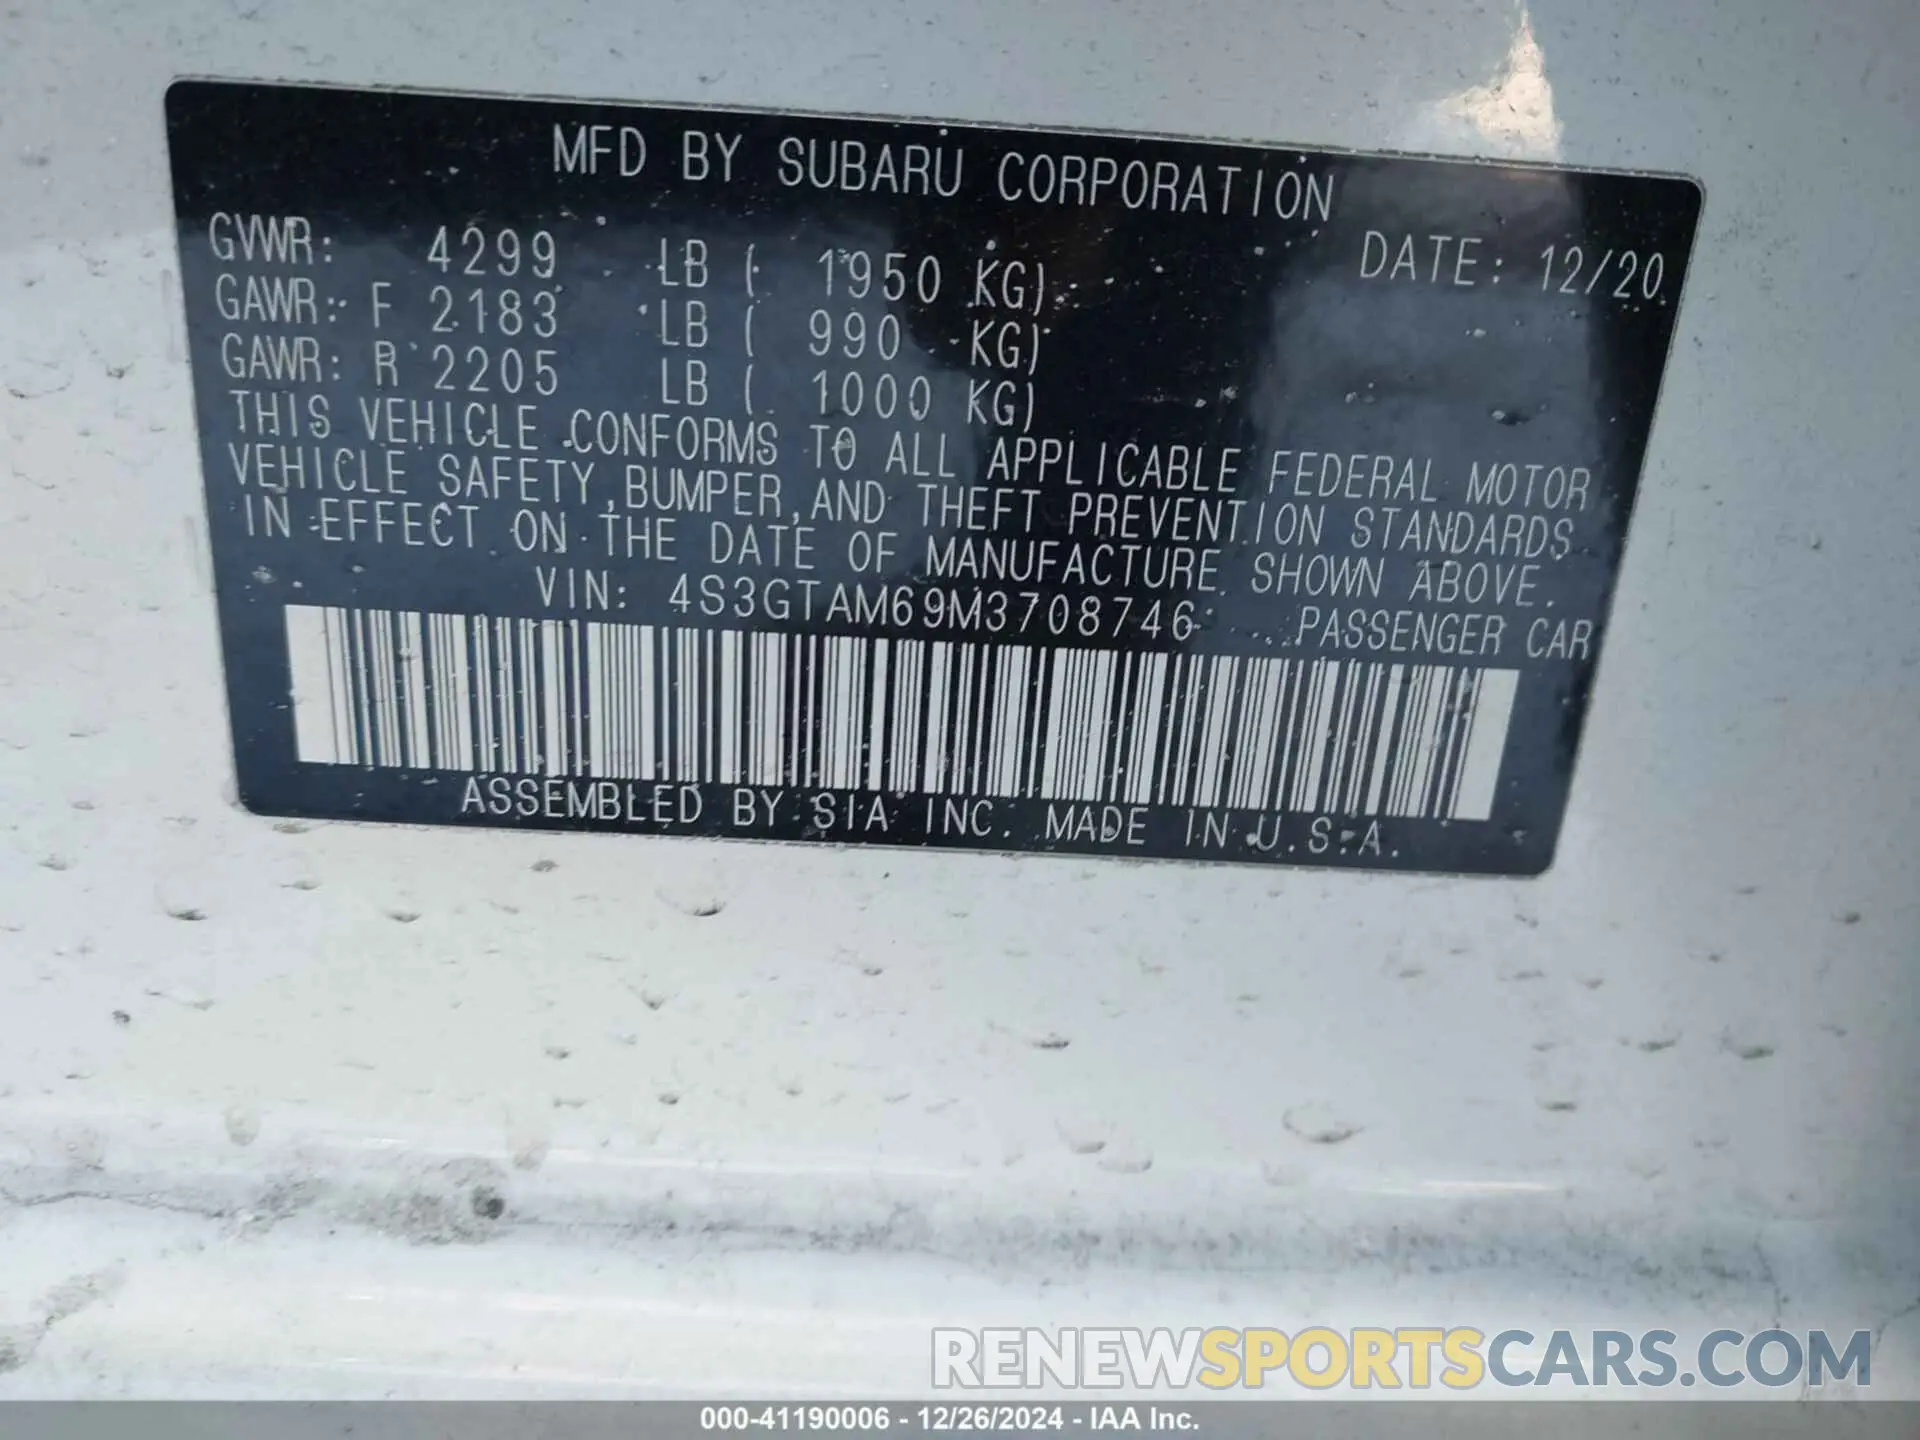 MFD BY SUBARU CORPORATION
GVWR: 4299 LB ( 1950 KG) DATE: 12/20
GAWR: F 2183 LB ( 990 KG)
GAWR: R 2205 LB ( 1000 KG)
THIS VEHICLE CONFORMS TO ALL APPLICABLE FEDERAL MOTOR
VEHICLE SAFETY, BUMPER, AND THEFT PREVENTION STANDARDS
IN EFFECT ON THE DATE OF MANUFACTURE SHOWN ABOVE.
VIN: 4S3GTAM69M3708746 PASSENGER CAR
ASSEMBLED BY SIA INC. MADE IN U.S.A.
RENEWSPORTSCARS.COM
000-41190006 - 12/26/2024 - IAA Inc.